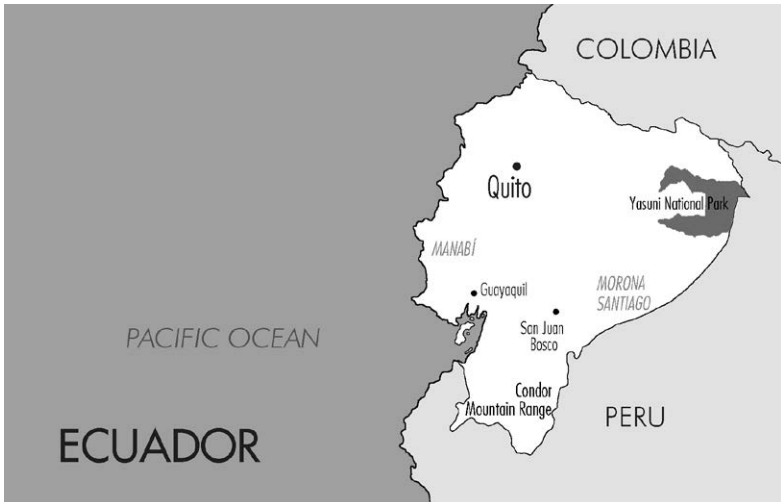 COLOMBIA
Quito
Yasuni National Park
MANABÍ
MORONA
SANTIAGO
Guayaquil
San Juan
Bosco
PACIFIC OCEAN
Condor
Mountain Range
PERU
ECUADOR